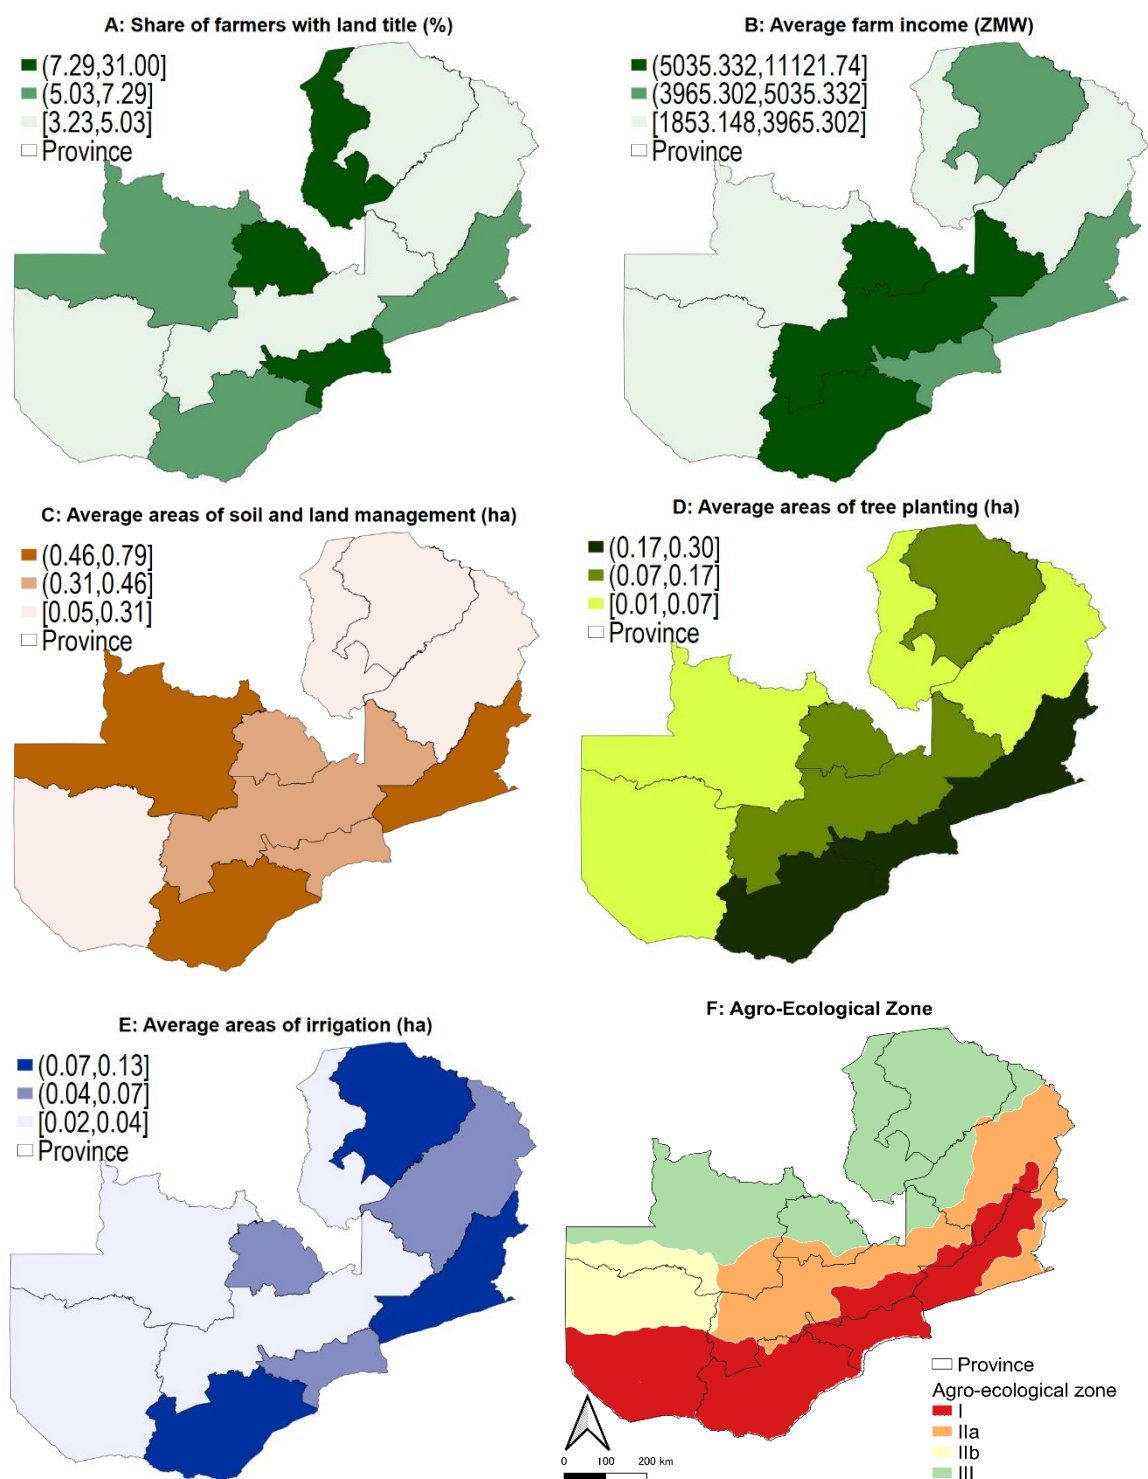 A: Share of farmers with land title (%)
(7.29,31.00]
(5.03,7.29]
[3.23,5.03]
Province
B: Average farm income (ZMW)
(5035.332,11121.74]
(3965.302,5035.332]
[1853.148,3965.302]
Province
C: Average areas of soil and land management (ha)
(0.46,0.79]
(0.31,0.46]
[0.05,0.31]
Province
D: Average areas of tree planting (ha)
(0.17,0.30]
(0.07,0.17]
[0.01,0.07]
Province
E: Average areas of irrigation (ha)
(0.07,0.13]
(0.04,0.07]
[0.02,0.04]
Province
F: Agro-Ecological Zone
Province
Agro-ecological zone
I
IIa
IIb
III
0 100 200 km